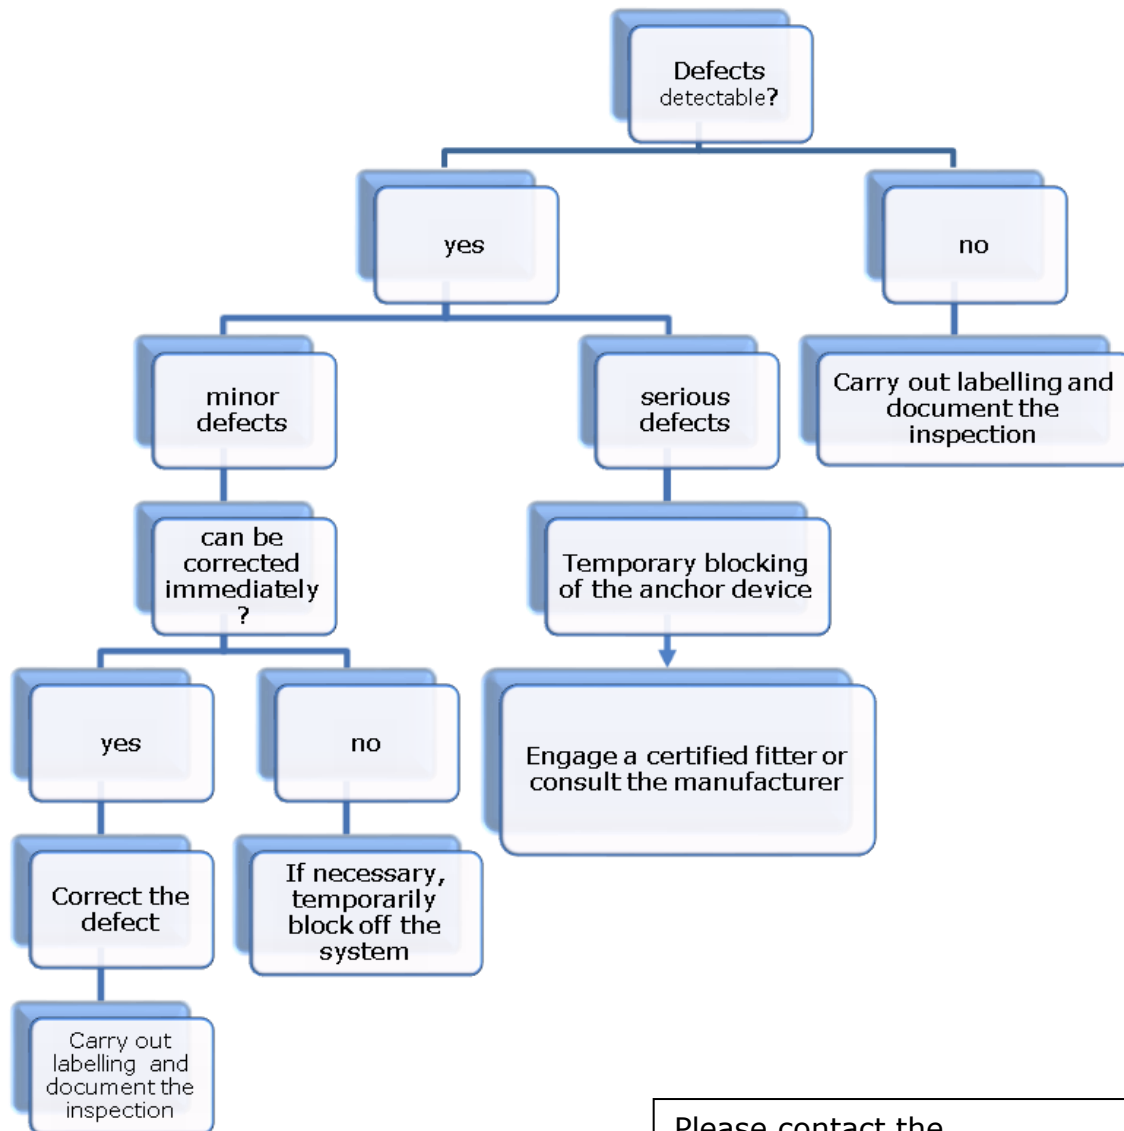 Defects
detectable?
yes
no
minor
defects
serious
defects
Carry out labelling and
document the
inspection
can be
corrected
immediately
?
Temporary blocking
of the anchor device
yes
no
Engage a certified fitter or
consult the manufacturer
Correct the
defect
If necessary,
temporarily
block off the
system
Carry out
labelling and
document the
inspection
Please contact the